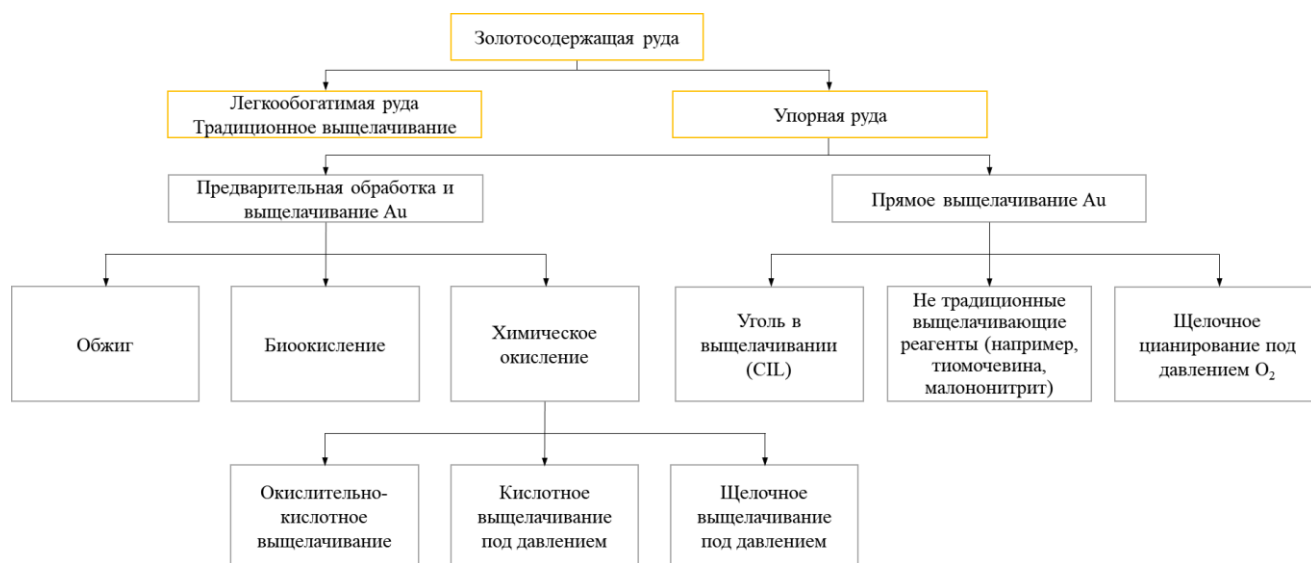 Золотосодержащая руда
Легкообогатимая руда
Традиционное выщелачивание
Упорная руда
Предварительная обработка и
выщелачивание Au
Прямое выщелачивание Au
Обжиг
Биоокисление
Химическое
окисление
Уголь в
выщелачивании
(CIL)
Не традиционные
выщелачивающие
реагенты (например,
тиомочевина,
малононитрит)
Щелочное
цианирование под
давлением O₂
Окислительно-
кислотное
выщелачивание
Кислотное
выщелачивание
под давлением
Щелочное
выщелачивание
под давлением